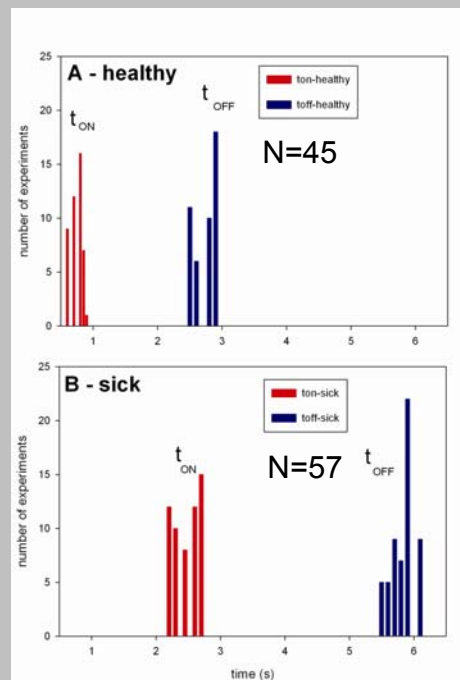 A - healthy
t ON
t OFF
ton-healthy
toff-healthy
N=45
number of experiments
25
20
15
10
5
0
1 2 3 4 5 6
B - sick
t ON
t OFF
ton-sick
toff-sick
N=57
number of experiments
25
20
15
10
5
0
1 2 3 4 5 6
time (s)